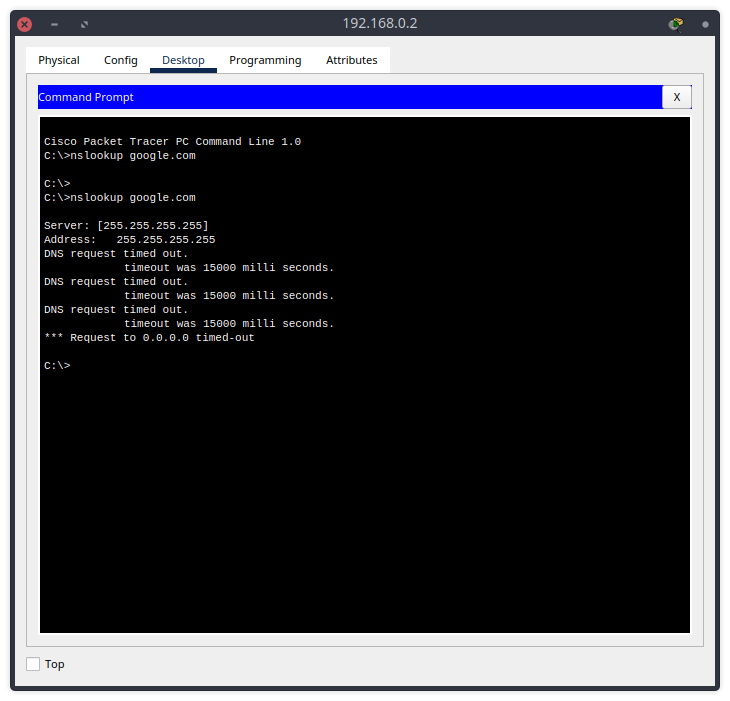 192.168.0.2
Physical Config Desktop Programming Attributes
Command Prompt X
Cisco Packet Tracer PC Command Line 1.0
C:\>nslookup google.com
C:\>
C:\>nslookup google.com
Server: [255.255.255.255]
Address:   255.255.255.255
DNS request timed out.
timeout was 15000 milli seconds.
DNS request timed out.
timeout was 15000 milli seconds.
DNS request timed out.
timeout was 15000 milli seconds.
*** Request to 0.0.0.0 timed-out
C:\>
Top